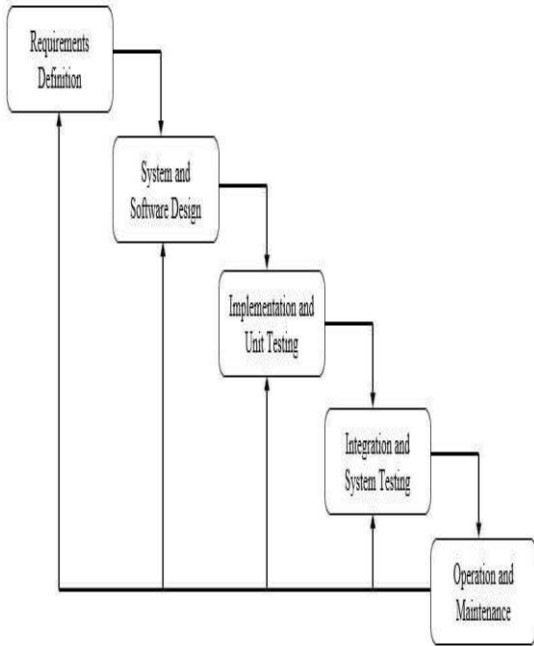 Requirements
Definition
System and
Software Design
Implementation and
Unit Testing
Integration and
System Testing
Operation and
Maintenance